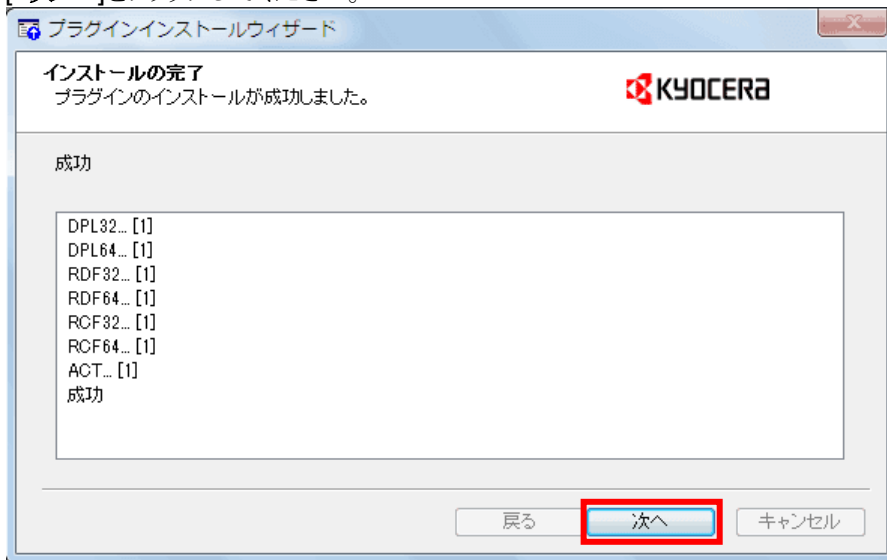 プラグインインストールウィザード
インストールの完了
プラグインのインストールが成功しました。
KYOCERA
成功
DPL32... [1]
DPL64... [1]
RDF32... [1]
RDF64... [1]
RCF32... [1]
RCF64... [1]
ACT... [1]
成功
戻る 次へ キャンセル